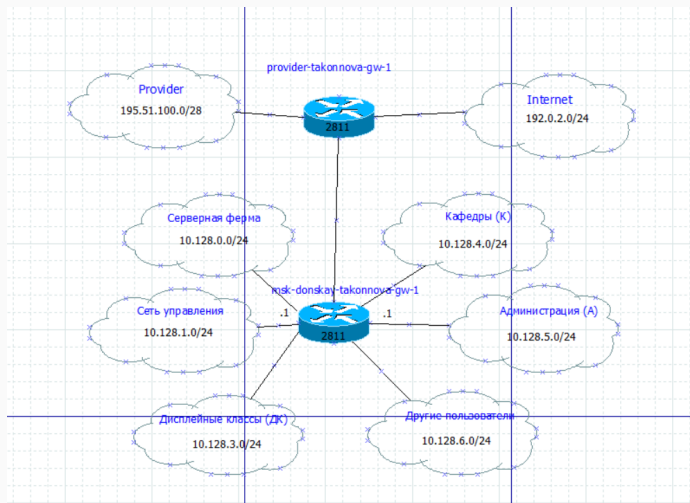 provider-takonnova-gw-1
Provider
195.51.100.0/28
2811
Internet
192.0.2.0/24
Серверная ферма
10.128.0.0/24
Кафедры (К)
10.128.4.0/24
msk-donskay-takonnova-gw-1
Сеть управления
10.128.1.0/24
.1
2811
.1
Администрация (А)
10.128.5.0/24
Дисплейные классы (ДК)
10.128.3.0/24
Другие пользователи
10.128.6.0/24